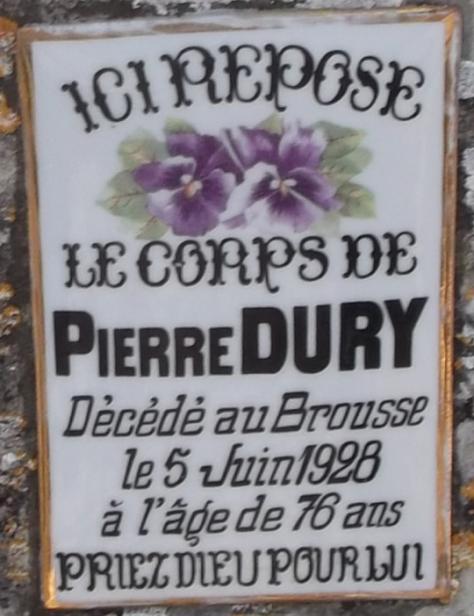 ICI REPOSE
LE CORPS DE
PIERRE DURY
Décédé au Brousse
le 5 Juin 1928
à l'âge de 76 ans
PRIEZ DIEU POUR LUI